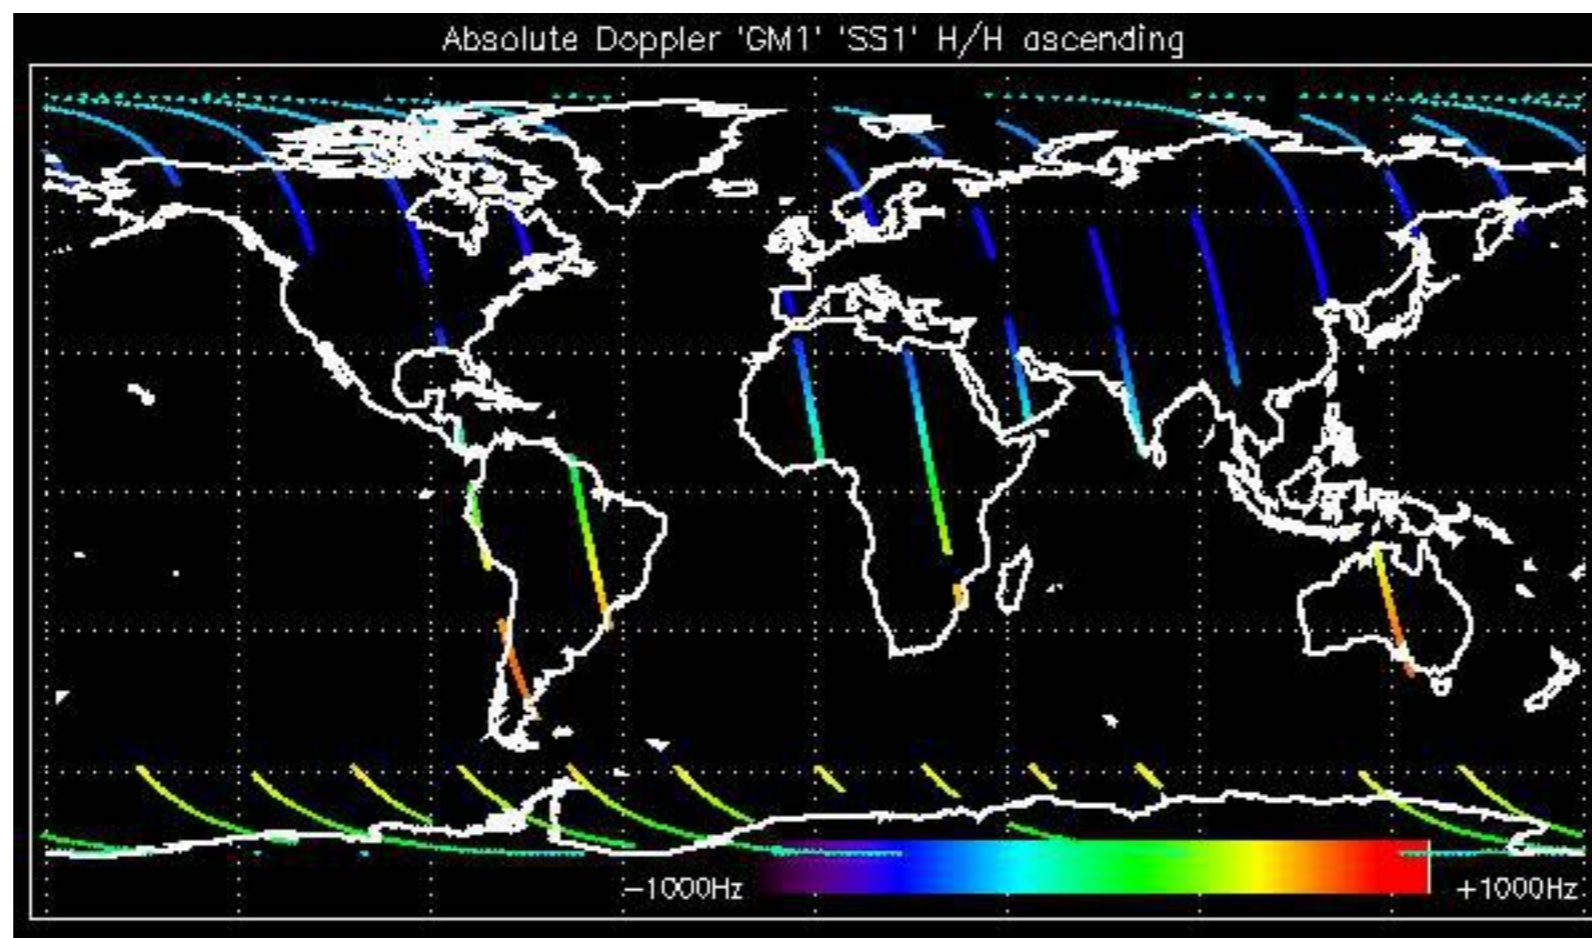 Absolute Doppler 'GM1' 'SS1' H/H ascending
-1000Hz
+1000Hz